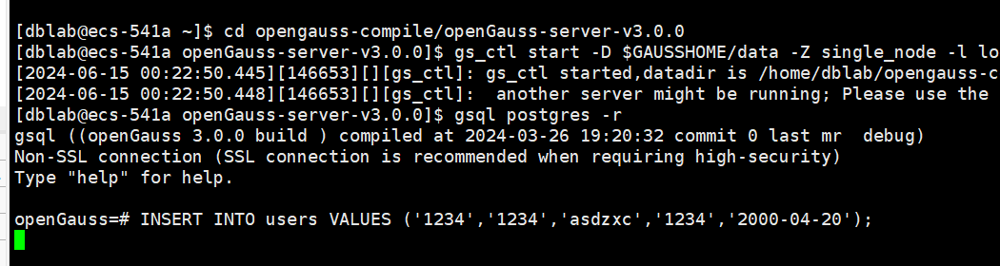 [dblab@ecs-541a ~]$ cd opengauss-compile/openGauss-server-v3.0.0
[dblab@ecs-541a openGauss-server-v3.0.0]$ gs_ctl start -D $GAUSSHOME/data -Z single_node -l lo
[2024-06-15 00:22:50.445][146653][][gs_ctl]: gs_ctl started,datadir is /home/dblab/opengauss-c
[2024-06-15 00:22:50.448][146653][][gs_ctl]:  another server might be running; Please use the
[dblab@ecs-541a openGauss-server-v3.0.0]$ gsql postgres -r
gsql ((openGauss 3.0.0 build ) compiled at 2024-03-26 19:20:32 commit 0 last mr  debug)
Non-SSL connection (SSL connection is recommended when requiring high-security)
Type "help" for help.
openGauss=# INSERT INTO users VALUES ('1234','1234','asdzxc','1234','2000-04-20');